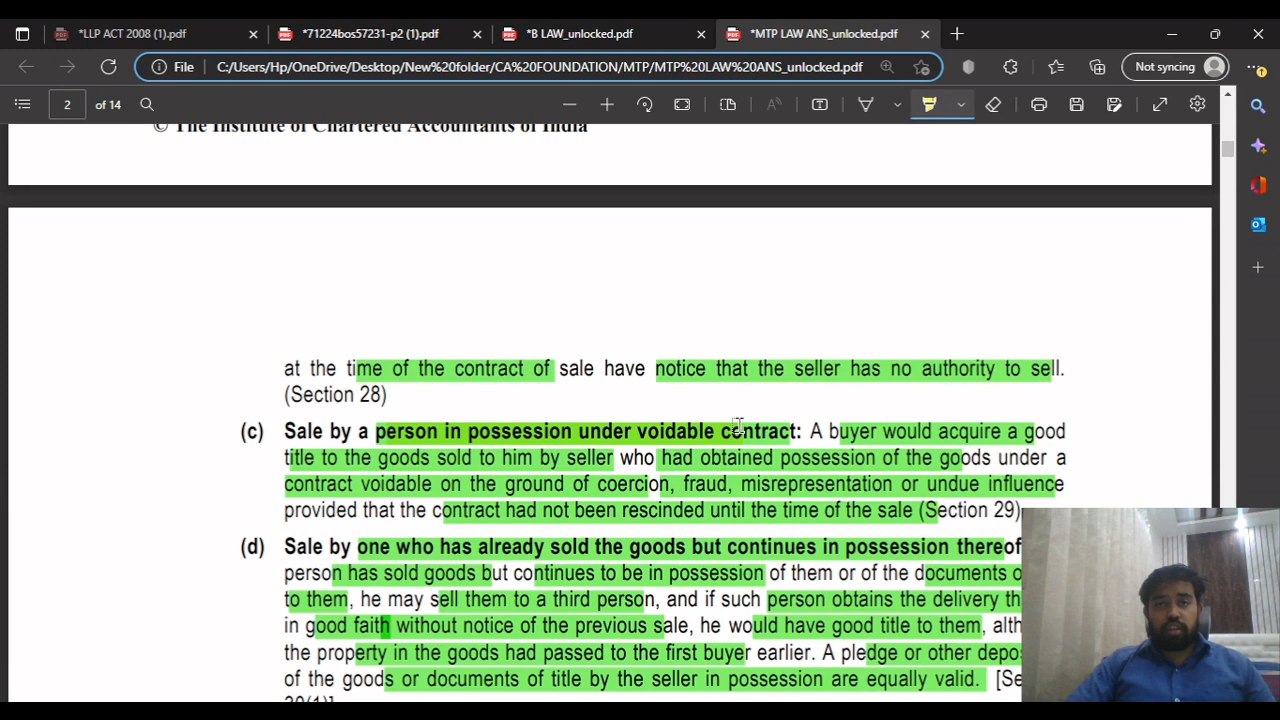 *LLP ACT 2008 (1).pdf
*71224bos57231-p2 (1).pdf
*B LAW_unlocked.pdf
*MTP LAW ANS_unlocked.pdf
File
C:/Users/Hp/OneDrive/Desktop/New%20folder/CA%20FOUNDATION/MTP/MTP%20LAW%20ANS_unlocked.pdf
Not syncing
2 of 14
© The Institute of Chartered Accountants of India
at the time of the contract of sale have notice that the seller has no authority to sell.
(Section 28)
(c) Sale by a person in possession under voidable contract: A buyer would acquire a good
title to the goods sold to him by seller who had obtained possession of the goods under a
contract voidable on the ground of coercion, fraud, misrepresentation or undue influence
provided that the contract had not been rescinded until the time of the sale (Section 29)
(d) Sale by one who has already sold the goods but continues in possession thereof
person has sold goods but continues to be in possession of them or of the documents o
to them, he may sell them to a third person, and if such person obtains the delivery th
in good faith without notice of the previous sale, he would have good title to them, alth
the property in the goods had passed to the first buyer earlier. A pledge or other depo
of the goods or documents of title by the seller in possession are equally valid. [Se
30(1)]